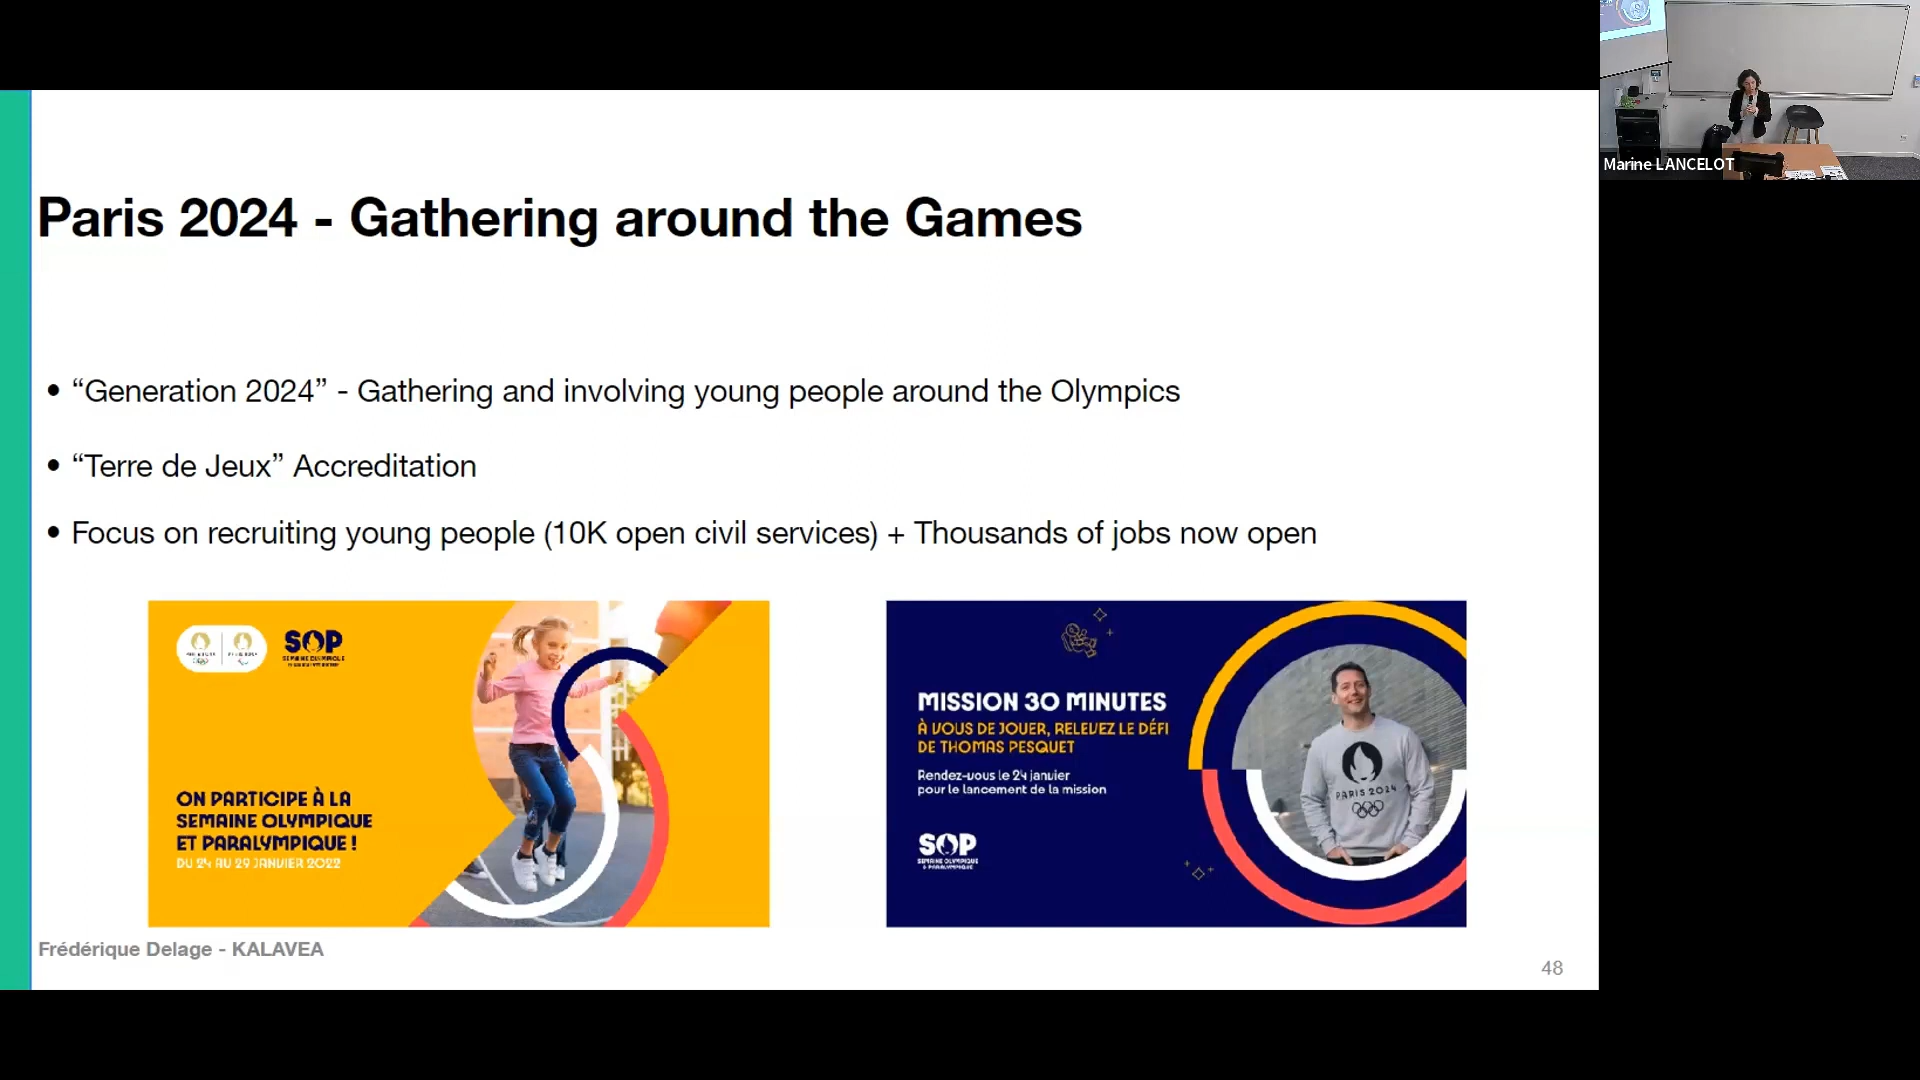 Marine LANCELOT
Paris 2024 - Gathering around the Games
• “Generation 2024” - Gathering and involving young people around the Olympics
• “Terre de Jeux” Accreditation
• Focus on recruiting young people (10K open civil services) + Thousands of jobs now open
SOP
SEMAINE OLYMPIQUE
ON PARTICIPE À LA
SEMAINE OLYMPIQUE
ET PARALYMPIQUE !
DU 24 AU 29 JANVIER 2022
MISSION 30 MINUTES
À VOUS DE JOUER, RELEVEZ LE DÉFI
DE THOMAS PESQUET
Rendez-vous le 24 janvier
pour le lancement de la mission
SOP
SEMAINE OLYMPIQUE
& PARALYMPIQUE
PARIS 2024
Frédérique Delage - KALAVEA
48